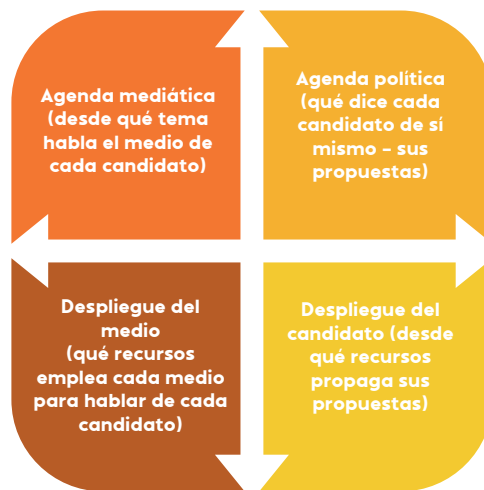 Agenda mediática
(desde qué tema
habla el medio de
cada candidato)
Agenda política
(qué dice cada
candidato de sí
mismo – sus
propuestas)
Despliegue del
medio
(qué recursos
emplea cada medio
para hablar de cada
candidato)
Despliegue del
candidato (desde
qué recursos
propaga sus
propuestas)